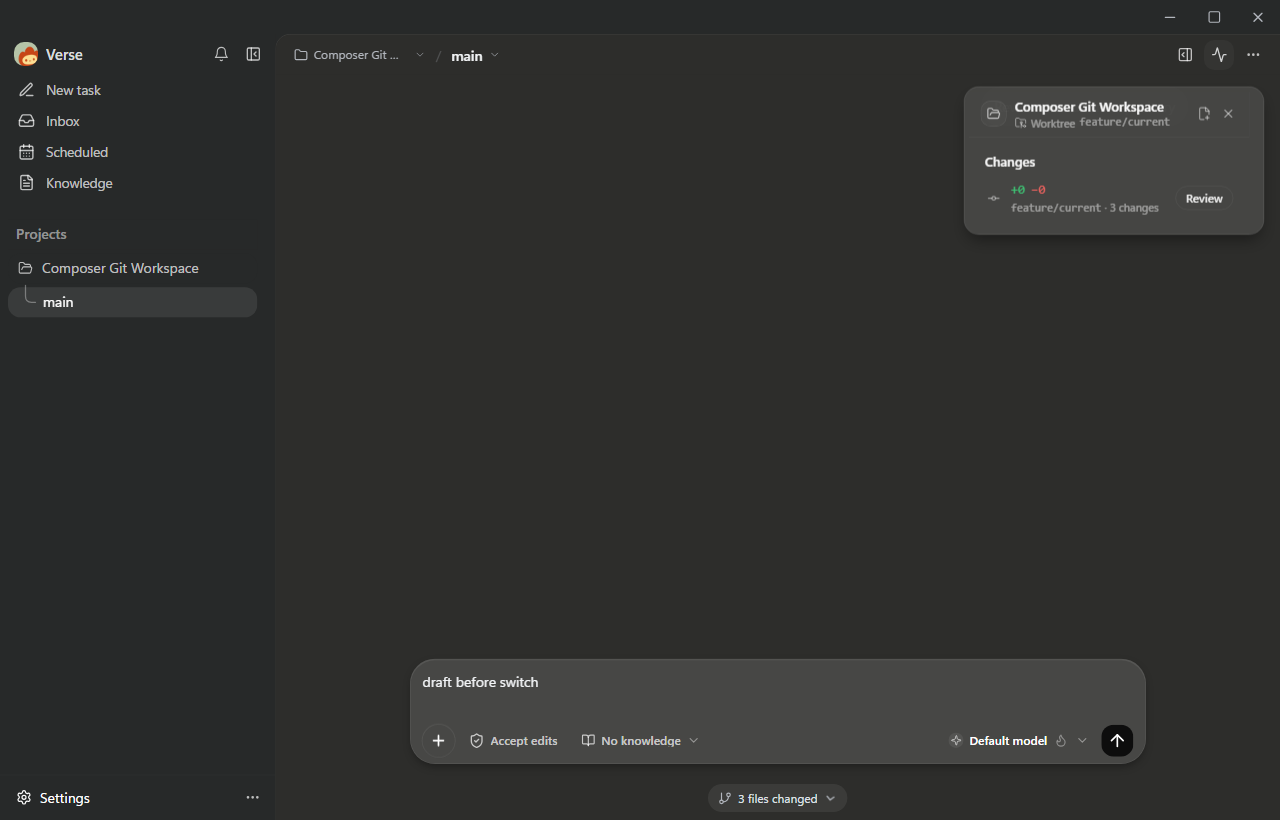 Verse
New task
Inbox
Scheduled
Knowledge
Projects
Composer Git Workspace
main
Settings
Composer Git ...
/
main
Composer Git Workspace
Worktree feature/current
Changes
+0 -0
feature/current · 3 changes
Review
draft before switch
Accept edits
No knowledge
Default model
3 files changed